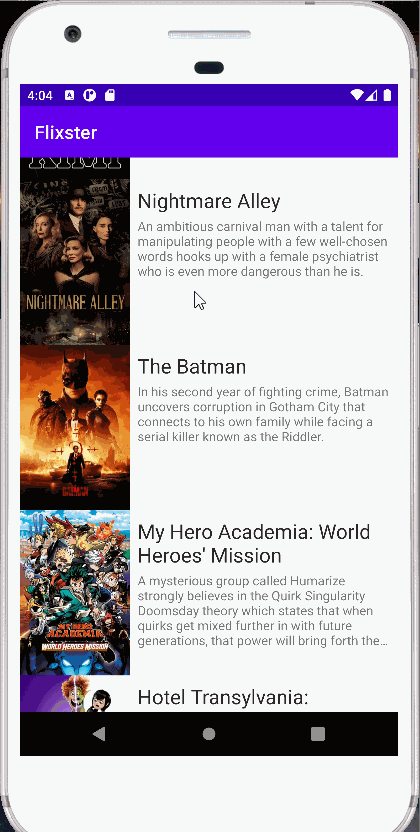 4:04
Flixster
Nightmare Alley
An ambitious carnival man with a talent for
manipulating people with a few well-chosen
words hooks up with a female psychiatrist
who is even more dangerous than he is.
NIGHTMARE ALLEY
The Batman
In his second year of fighting crime, Batman
uncovers corruption in Gotham City that
connects to his own family while facing a
serial killer known as the Riddler.
My Hero Academia: World
Heroes' Mission
A mysterious group called Humarize
strongly believes in the Quirk Singularity
Doomsday theory which states that when
quirks get mixed further in with future
generations, that power will bring forth the...
MY HERO
ACADEMIA
WORLD HEROES MISSION
Hotel Transylvania: